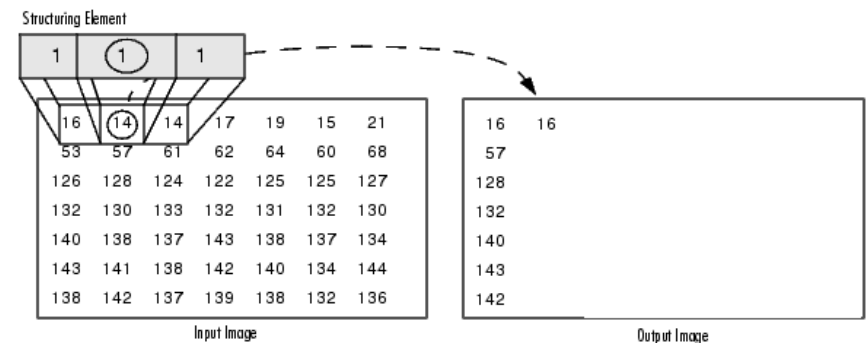 Structuring Element
1 1 1
16 14 14 17 19 15 21 16 16
53 57 61 62 64 60 68 57
126 128 124 122 125 125 127 128
132 130 133 132 131 132 130 132
140 138 137 143 138 137 134 140
143 141 138 142 140 134 144 143
138 142 137 139 138 132 136 142
Input Image Output Image